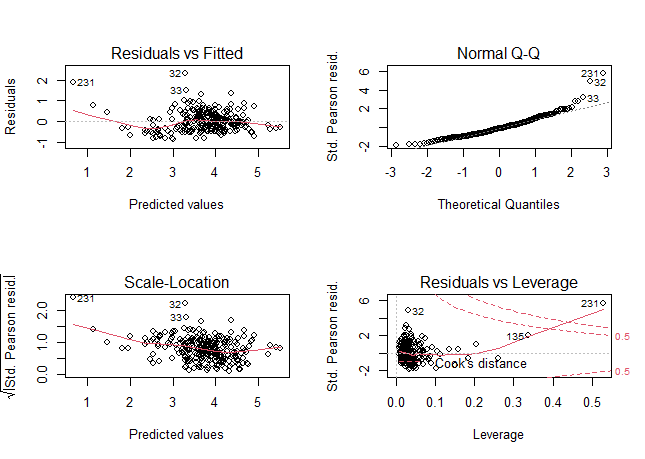 Residuals vs Fitted
Residuals
2
1
0
-1
231
32
33
1 2 3 4 5
Predicted values
Normal Q-Q
Std. Pearson resid.
6
4
2
-2
231
32
33
-3 -2 -1 0 1 2 3
Theoretical Quantiles
Scale-Location
√|Std. Pearson resid.|
2.0
1.0
0.0
231
32
33
1 2 3 4 5
Predicted values
Residuals vs Leverage
Std. Pearson resid.
6
2
-2
32
231
135
Cook's distance
0.5
0.5
0.0 0.1 0.2 0.3 0.4 0.5
Leverage